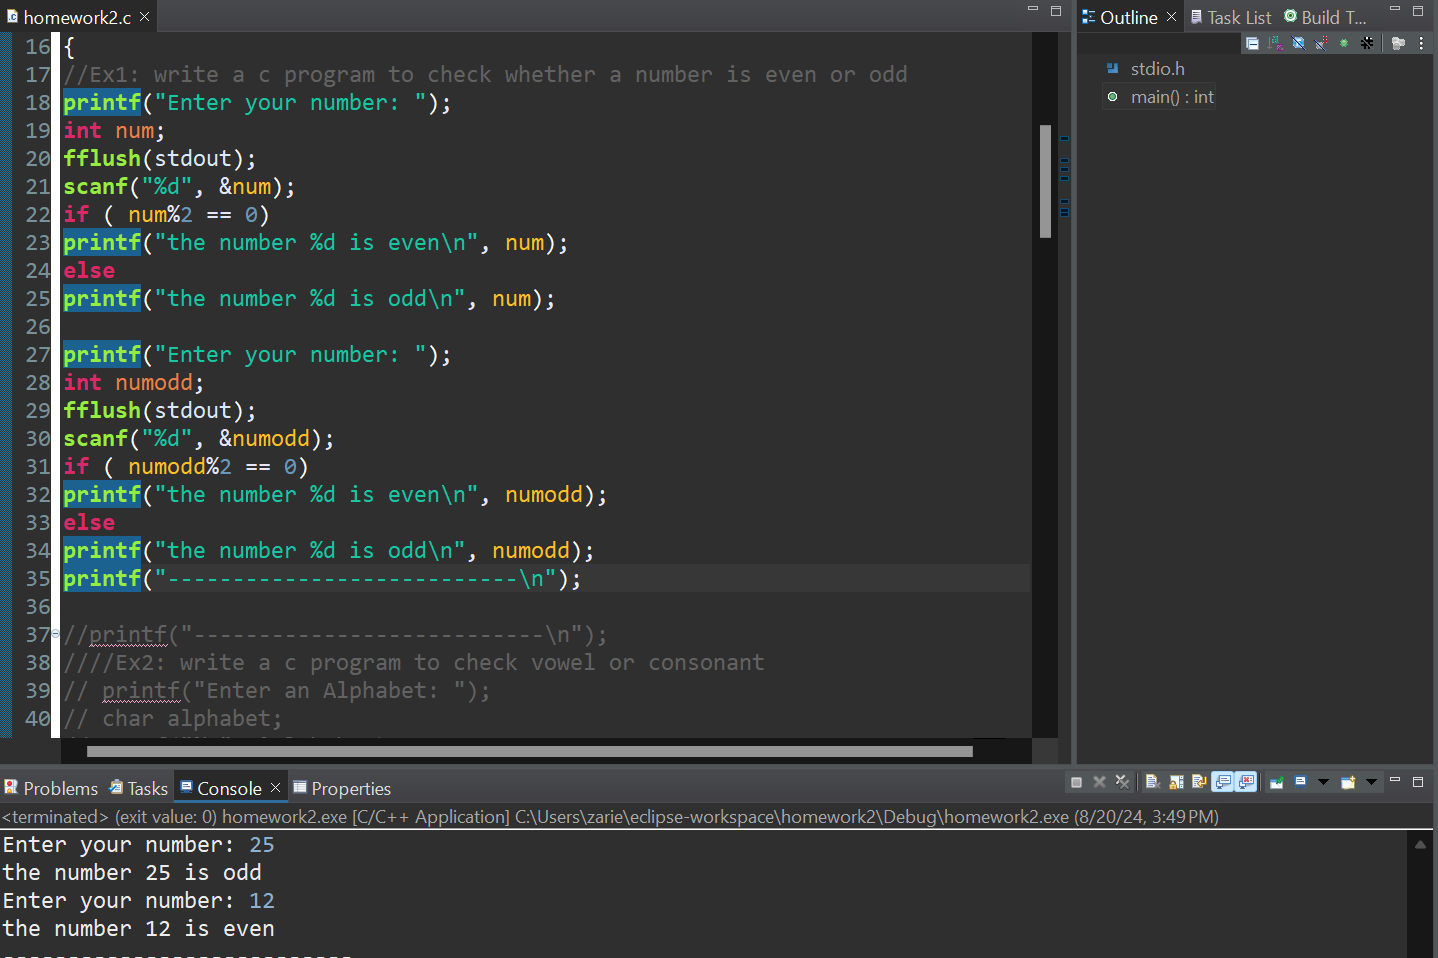 homework2.c
16 {
17 //Ex1: write a c program to check whether a number is even or odd
18 printf("Enter your number: ");
19 int num;
20 fflush(stdout);
21 scanf("%d", &num);
22 if ( num%2 == 0)
23 printf("the number %d is even\n", num);
24 else
25 printf("the number %d is odd\n", num);
26
27 printf("Enter your number: ");
28 int numodd;
29 fflush(stdout);
30 scanf("%d", &numodd);
31 if ( numodd%2 == 0)
32 printf("the number %d is even\n", numodd);
33 else
34 printf("the number %d is odd\n", numodd);
35 printf("---------------------------\n");
36
37 //printf("---------------------------\n");
38 ////Ex2: write a c program to check vowel or consonant
39 // printf("Enter an Alphabet: ");
40 // char alphabet;
Outline Task List Build T...
stdio.h
main() : int
Problems Tasks Console Properties
<terminated> (exit value: 0) homework2.exe [C/C++ Application] C:\Users\zarie\eclipse-workspace\homework2\Debug\homework2.exe (8/20/24, 3:49 PM)
Enter your number: 25
the number 25 is odd
Enter your number: 12
the number 12 is even
---------------------------